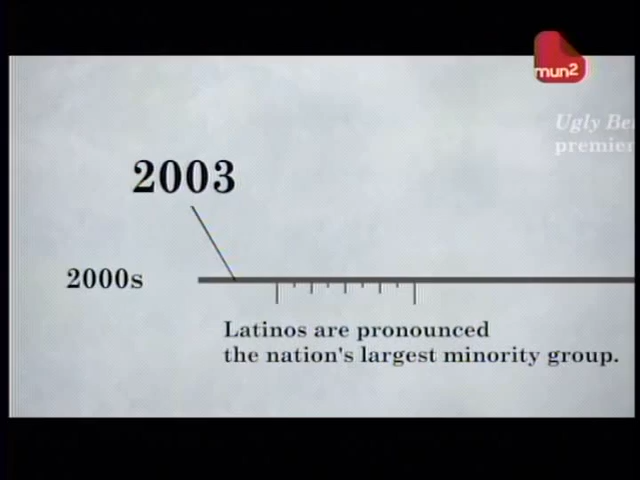 mun2
Ugly Be
premier
2003
2000s
Latinos are pronounced
the nation's largest minority group.